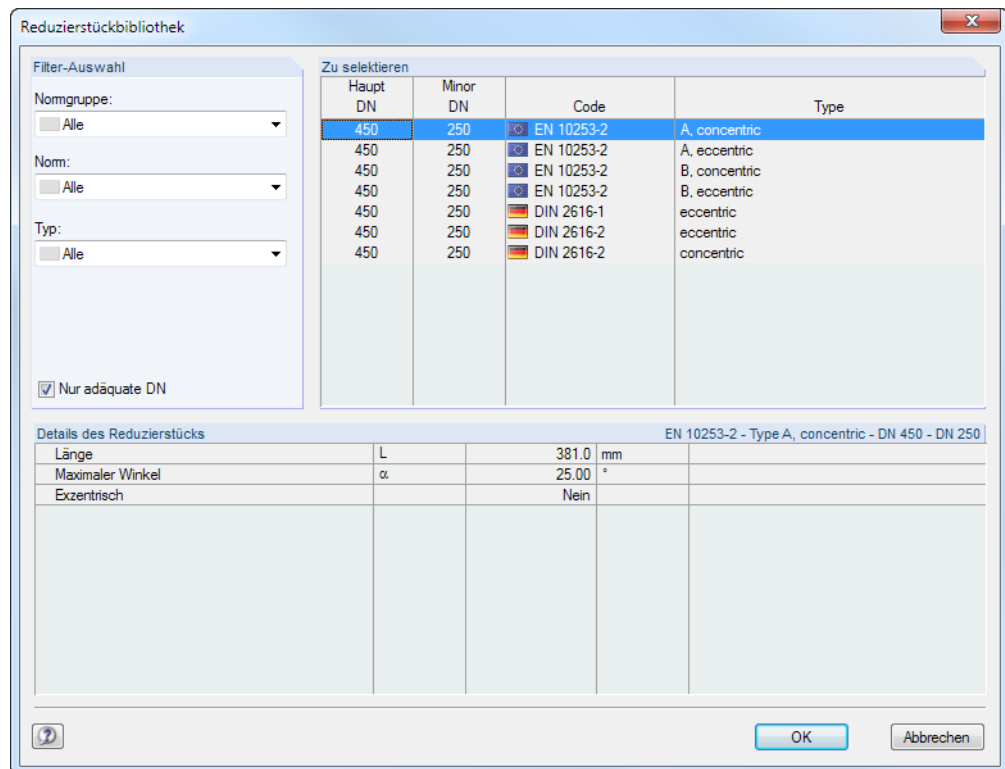 Reduzierstückbibliothek
Filter-Auswahl
Normgruppe:
Alle
Norm:
Alle
Typ:
Alle
Nur adäquate DN
Zu selektieren
Haupt DN Minor DN Code Type
450 250 EN 10253-2 A, concentric
450 250 EN 10253-2 A, eccentric
450 250 EN 10253-2 B, concentric
450 250 EN 10253-2 B, eccentric
450 250 DIN 2616-1 eccentric
450 250 DIN 2616-2 eccentric
450 250 DIN 2616-2 concentric
Details des Reduzierstücks EN 10253-2 - Type A, concentric - DN 450 - DN 250
Länge L 381.0 mm
Maximaler Winkel α 25.00 °
Exzentrisch Nein
OK Abbrechen